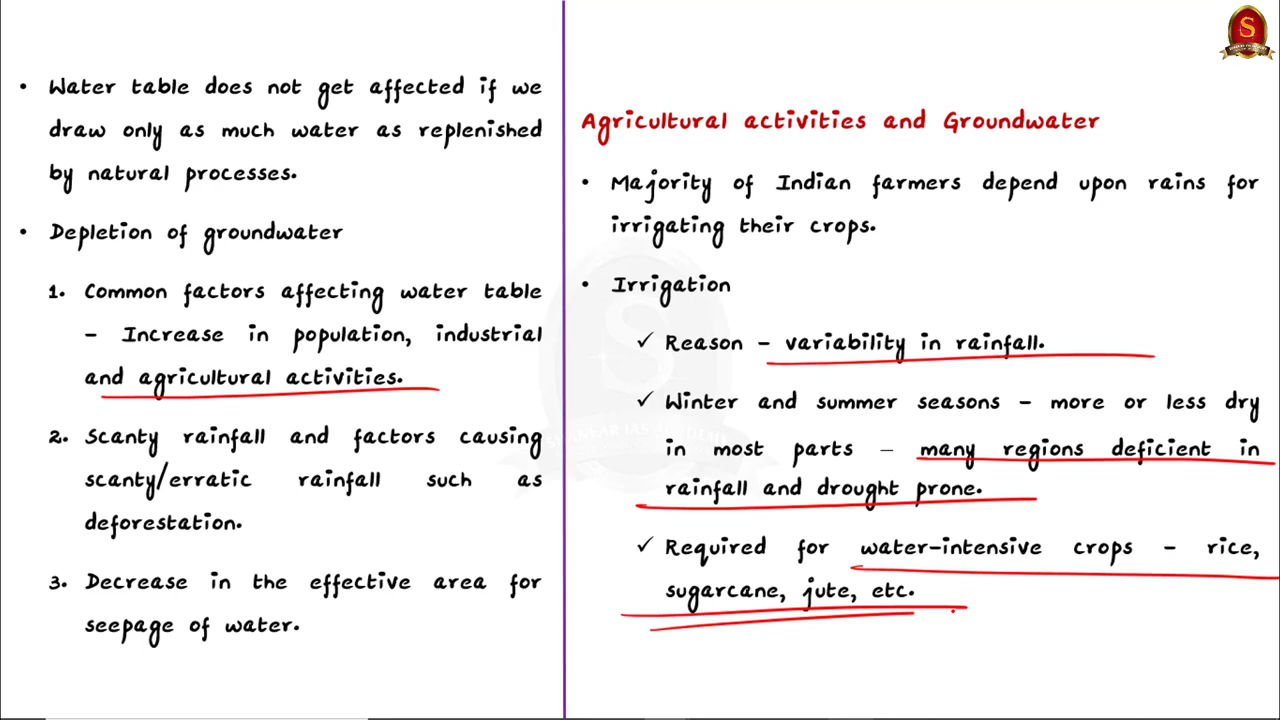 • Water table does not get affected if we
draw only as much water as replenished
by natural processes.
• Depletion of groundwater
1. Common factors affecting water table
– Increase in population, industrial
and agricultural activities.
2. Scanty rainfall and factors causing
scanty/erratic rainfall such as
deforestation.
3. Decrease in the effective area for
seepage of water.
Agricultural activities and Groundwater
• Majority of Indian farmers depend upon rains for
irrigating their crops.
• Irrigation
✓ Reason – variability in rainfall.
✓ Winter and summer seasons – more or less dry
in most parts – many regions deficient in
rainfall and drought prone.
✓ Required for water-intensive crops – rice,
sugarcane, jute, etc.
S